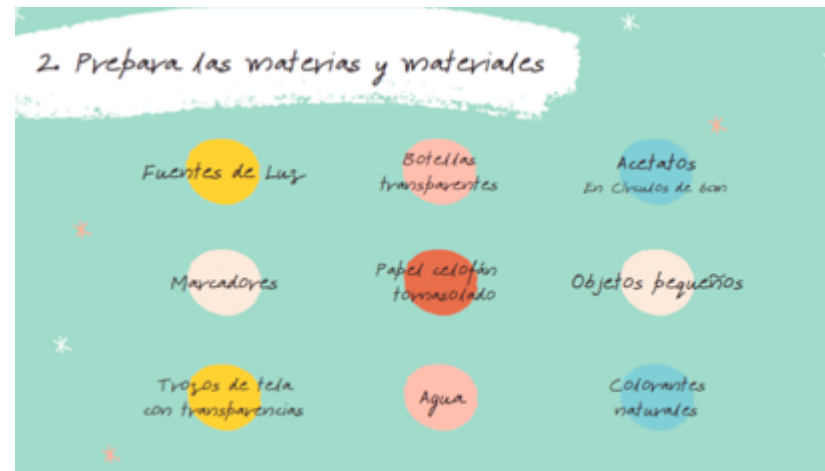 2. Prepara las materias y materiales
Fuentes de Luz
Botellas
transparentes
Acetatos
En Círculos de 6cm
Marcadores
Papel celofán
tornasolado
Objetos pequeños
Trozos de tela
con transparencias
Agua
Colorantes
naturales